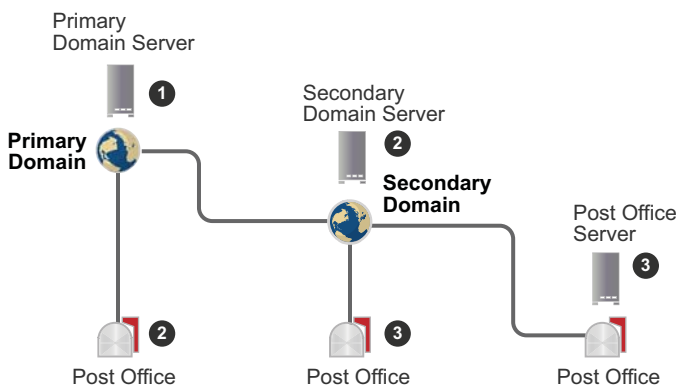 Primary
Domain Server
1
Primary
Domain
Secondary
Domain Server
2
Secondary
Domain
Post Office
Server
3
2
Post Office
3
Post Office
Post Office